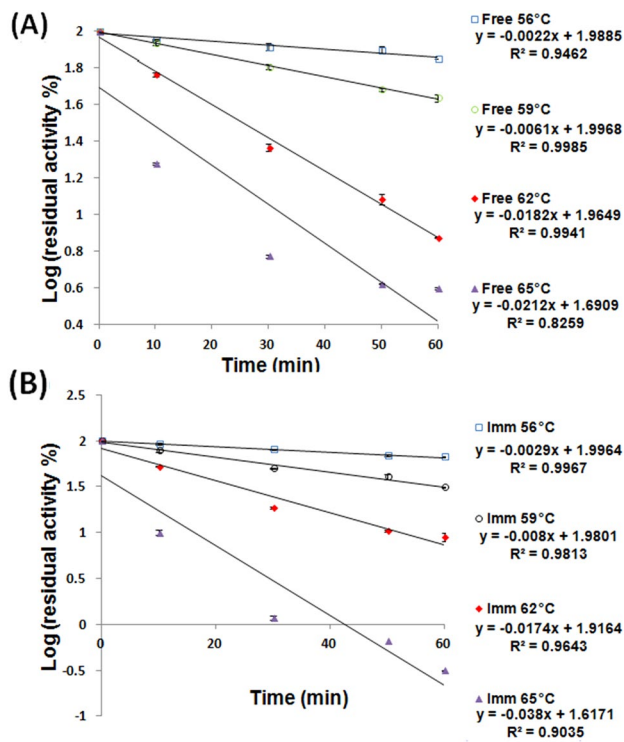 (A)
Log (residual activity %)
2
1.8
1.6
1.4
1.2
1
0.8
0.6
0.4
0
10
20
30
40
50
60
Time (min)
Free 56°C
y = -0.0022x + 1.9885
R² = 0.9462
Free 59°C
y = -0.0061x + 1.9968
R² = 0.9985
Free 62°C
y = -0.0182x + 1.9649
R² = 0.9941
Free 65°C
y = -0.0212x + 1.6909
R² = 0.8259
(B)
Log (residual activity %)
2.5
2
1.5
1
0.5
0
-0.5
-1
0
20
40
60
Time (min)
Imm 56°C
y = -0.0029x + 1.9964
R² = 0.9967
Imm 59°C
y = -0.008x + 1.9801
R² = 0.9813
Imm 62°C
y = -0.0174x + 1.9164
R² = 0.9643
Imm 65°C
y = -0.038x + 1.6171
R² = 0.9035